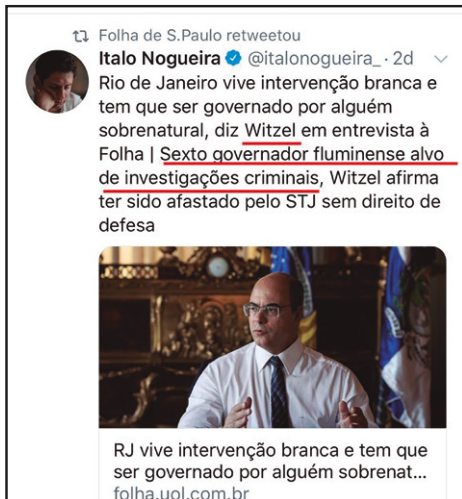 Folha de S.Paulo retweetou
Italo Nogueira @italonogueira_ · 2d
Rio de Janeiro vive intervenção branca e
tem que ser governado por alguém
sobrenatural, diz Witzel em entrevista à
Folha | Sexto governador fluminense alvo
de investigações criminais, Witzel afirma
ter sido afastado pelo STJ sem direito de
defesa
RJ vive intervenção branca e tem que
ser governado por alguém sobrenat...
folha.uol.com.br